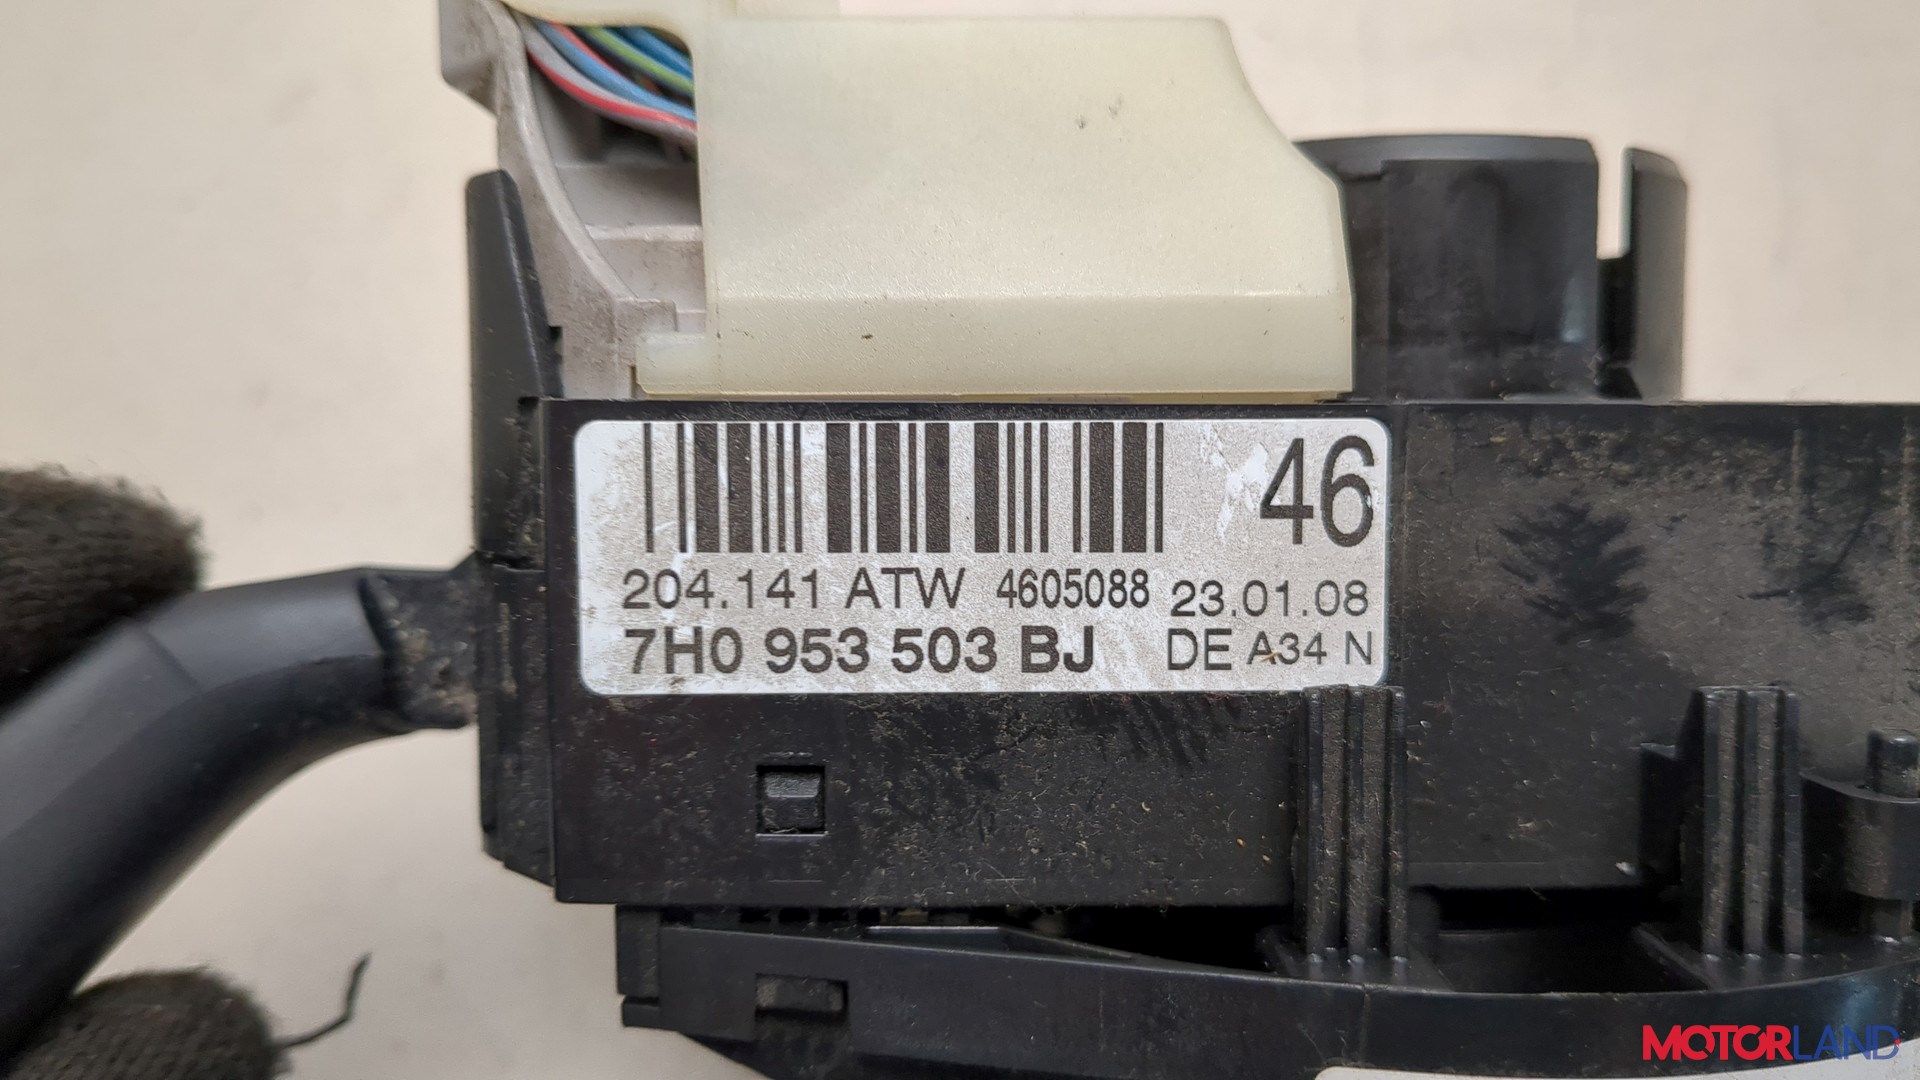 46
204.141 ATW 4605088 23.01.08
7H0 953 503 BJ DE A34 N
MOTORLAND